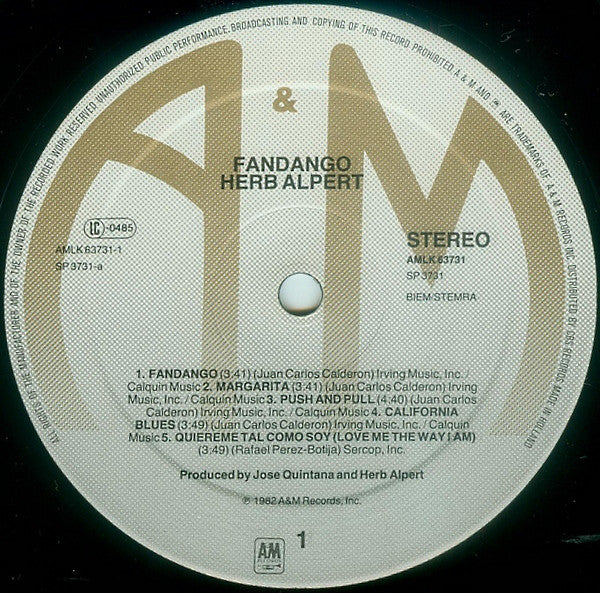 ALL RIGHTS OF THE MANUFACTURER AND OF THE OWNER OF THE RECORDED WORK RESERVED UNAUTHORIZED PUBLIC PERFORMANCE, BROADCASTING AND COPYING OF THIS RECORD PROHIBITED A & M AND ARE TRADEMARKS OF A & M RECORDS INC. DISTRIBUTED BY CBS RECORDS MADE IN HOLLAND
A & M
FANDANGO
HERB ALPERT
LC -0485
AMLK 63731-1
SP 3731-a
STEREO
AMLK 63731
SP 3731
BIEM/STEMRA
1. FANDANGO (3:41) (Juan Carlos Calderon) Irving Music, Inc. /
Calquin Music 2. MARGARITA (3:41) (Juan Carlos Calderon) Irving
Music, Inc. / Calquin Music 3. PUSH AND PULL (4:40) (Juan Carlos
Calderon) Irving Music, Inc. / Calquin Music 4. CALIFORNIA
BLUES (3:49) (Juan Carlos Calderon) Irving Music, Inc. / Calquin
Music 5. QUIEREME TAL COMO SOY (LOVE ME THE WAY I AM)
(3:49) (Rafael Perez-Botija) Sercop, Inc.
Produced by Jose Quintana and Herb Alpert
℗ 1982 A&M Records, Inc.
AM
RECORDS
1